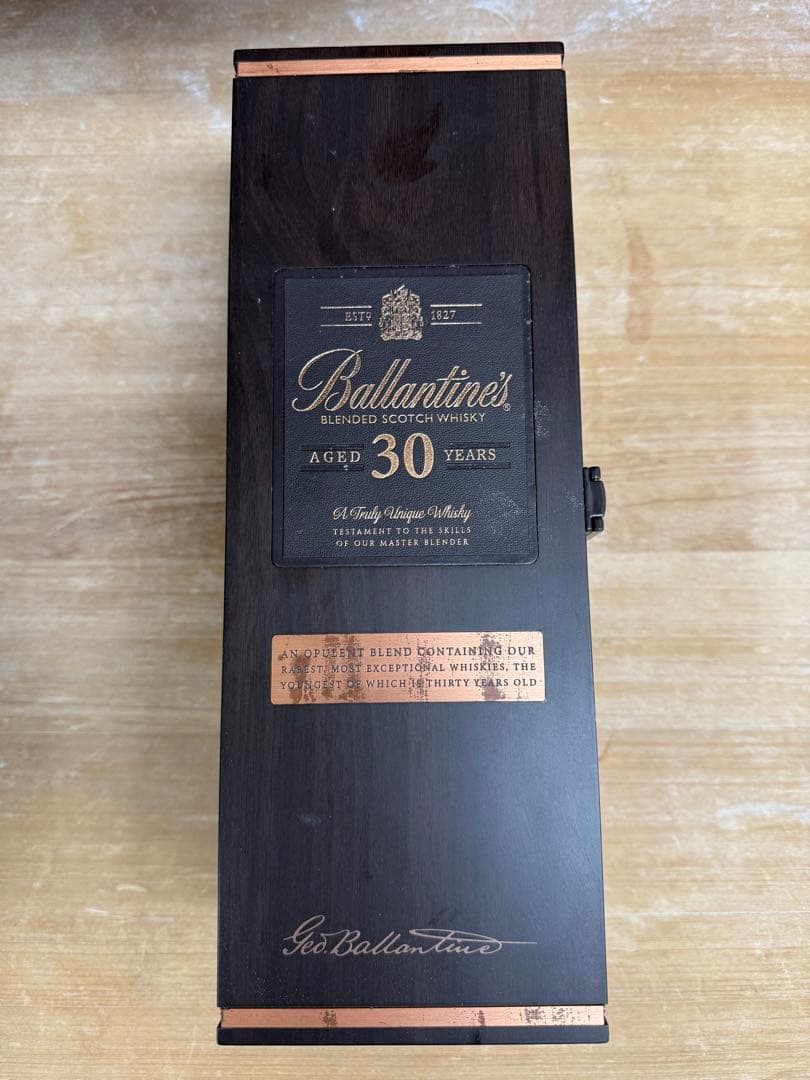 ESTD 1827
Ballantine's®
BLENDED SCOTCH WHISKY
AGED 30 YEARS
A Truly Unique Whisky
TESTAMENT TO THE SKILLS
OF OUR MASTER BLENDER
AN OPULENT BLEND CONTAINING OUR
RAREST, MOST EXCEPTIONAL WHISKIES, THE
YOUNGEST OF WHICH IS THIRTY YEARS OLD
Geo. Ballantine